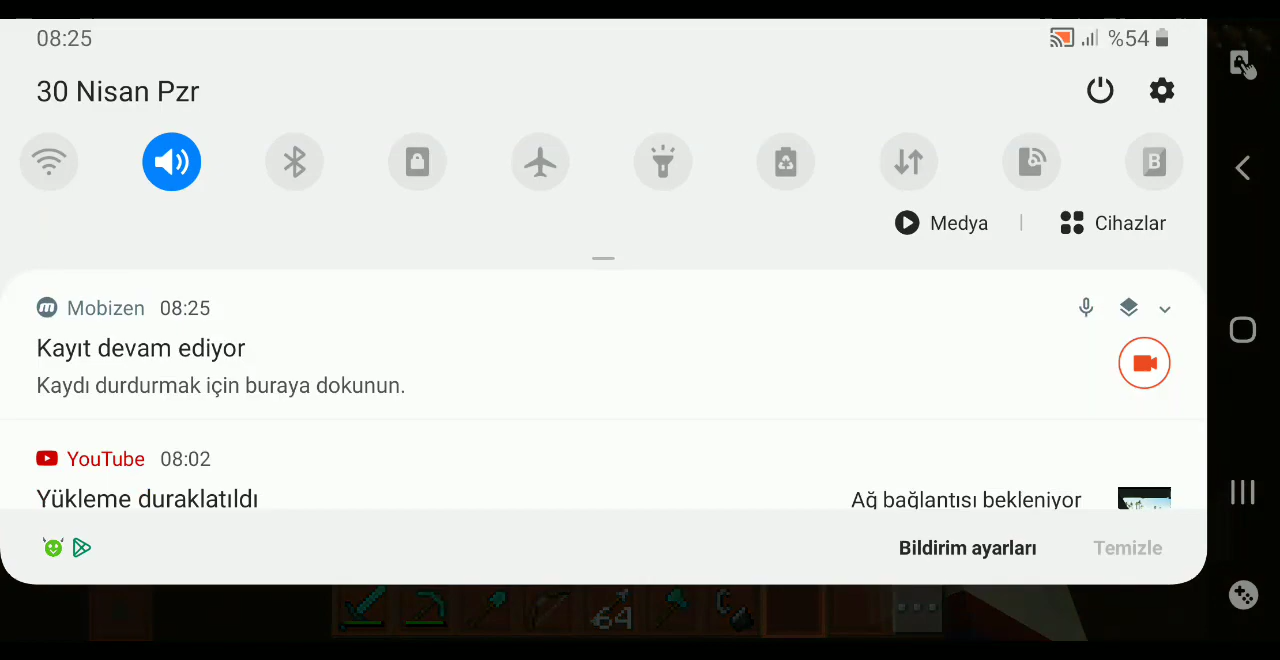 08:25
%54
30 Nisan Pzr
B
Medya
Cihazlar
m Mobizen 08:25
Kayıt devam ediyor
Kaydı durdurmak için buraya dokunun.
YouTube 08:02
Yükleme duraklatıldı
Ağ bağlantısı bekleniyor
Bildirim ayarları
Temizle
64